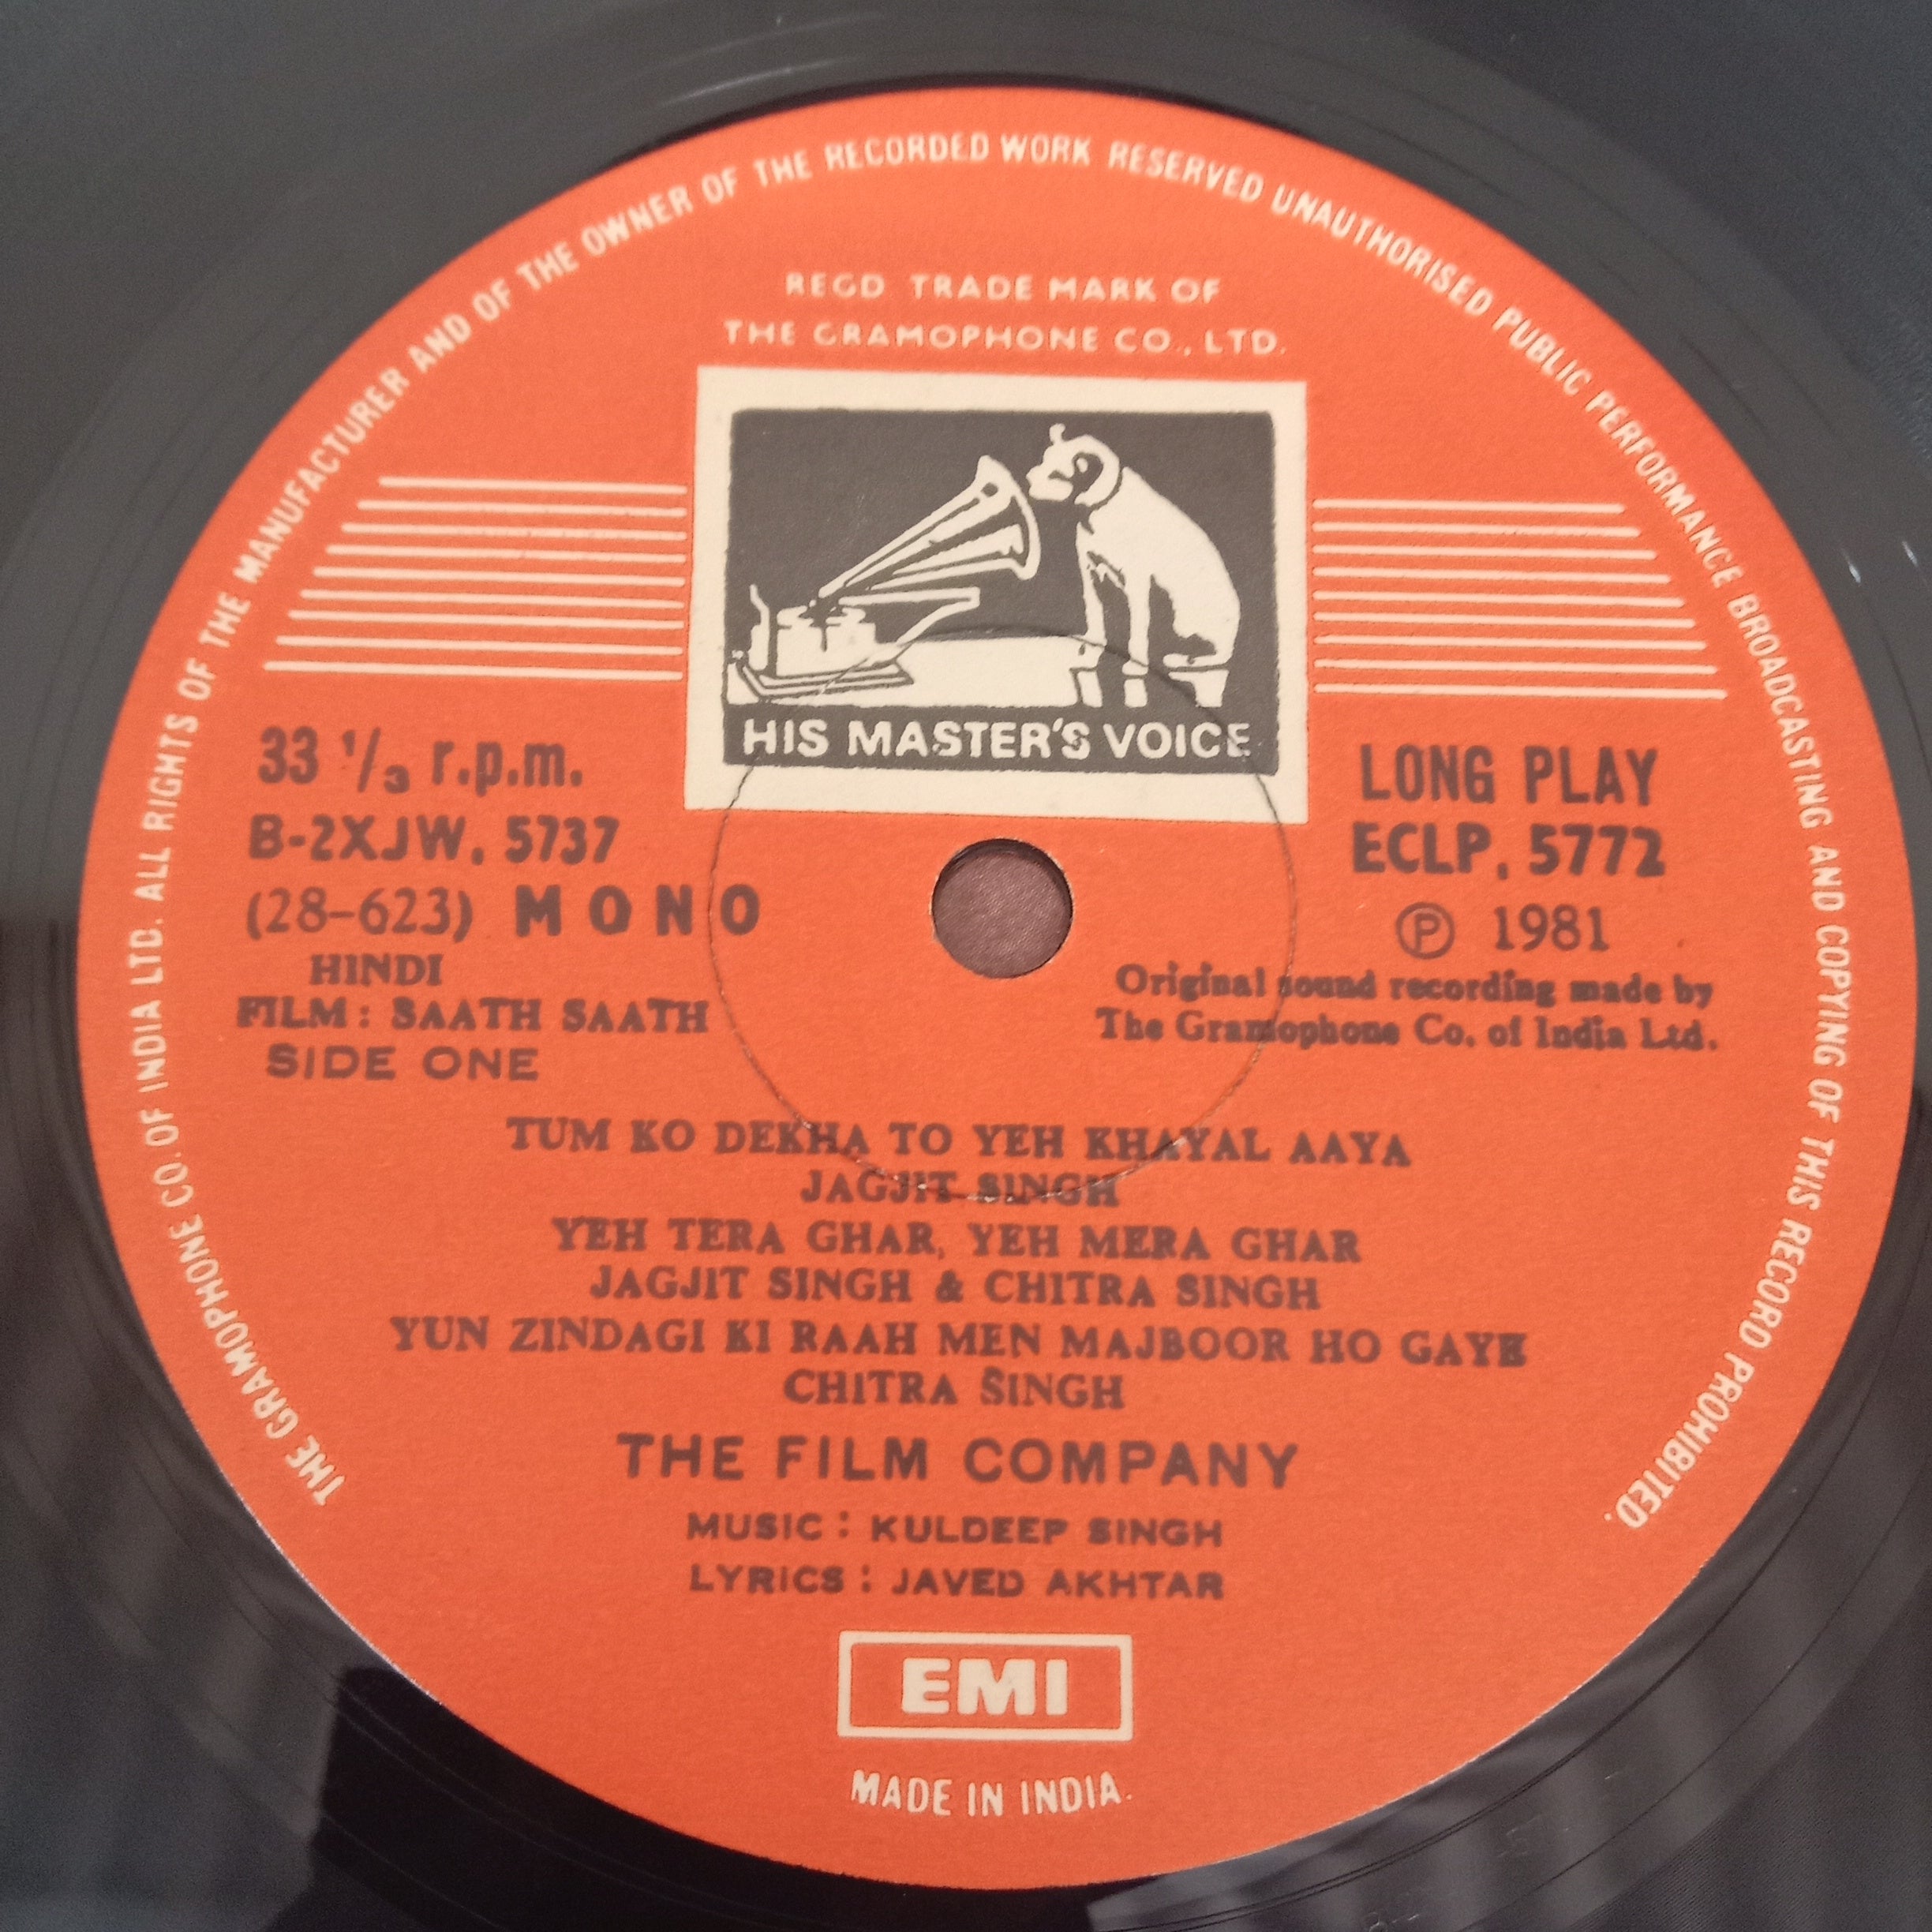 THE GRAMOPHONE CO. OF INDIA LTD. ALL RIGHTS OF THE MANUFACTURER AND OF THE OWNER OF THE RECORDED WORK RESERVED UNAUTHORISED PUBLIC PERFORMANCE BROADCASTING AND COPYING OF THIS RECORD PROHIBITED.
REGD TRADE MARK OF
THE GRAMOPHONE CO., LTD.
HIS MASTER'S VOICE
33 1/3 r.p.m.
B-2XJW. 5737
(28-623) MONO
HINDI
FILM : SAATH SAATH
SIDE ONE
LONG PLAY
ECLP. 5772
Ⓟ 1981
Original sound recording made by
The Gramophone Co. of India Ltd.
TUM KO DEKHA TO YEH KHAYAL AAYA
JAGJIT SINGH
YEH TERA GHAR, YEH MERA GHAR
JAGJIT SINGH & CHITRA SINGH
YUN ZINDAGI KI RAAH MEN MAJBOOR HO GAYE
CHITRA SINGH
THE FILM COMPANY
MUSIC : KULDEEP SINGH
LYRICS : JAVED AKHTAR
EMI
MADE IN INDIA.